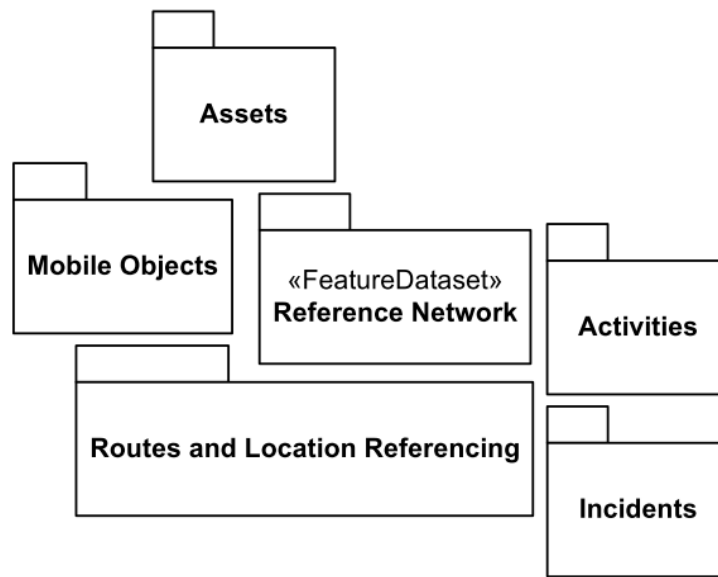 Assets
Mobile Objects
«FeatureDataset»
Reference Network
Activities
Routes and Location Referencing
Incidents